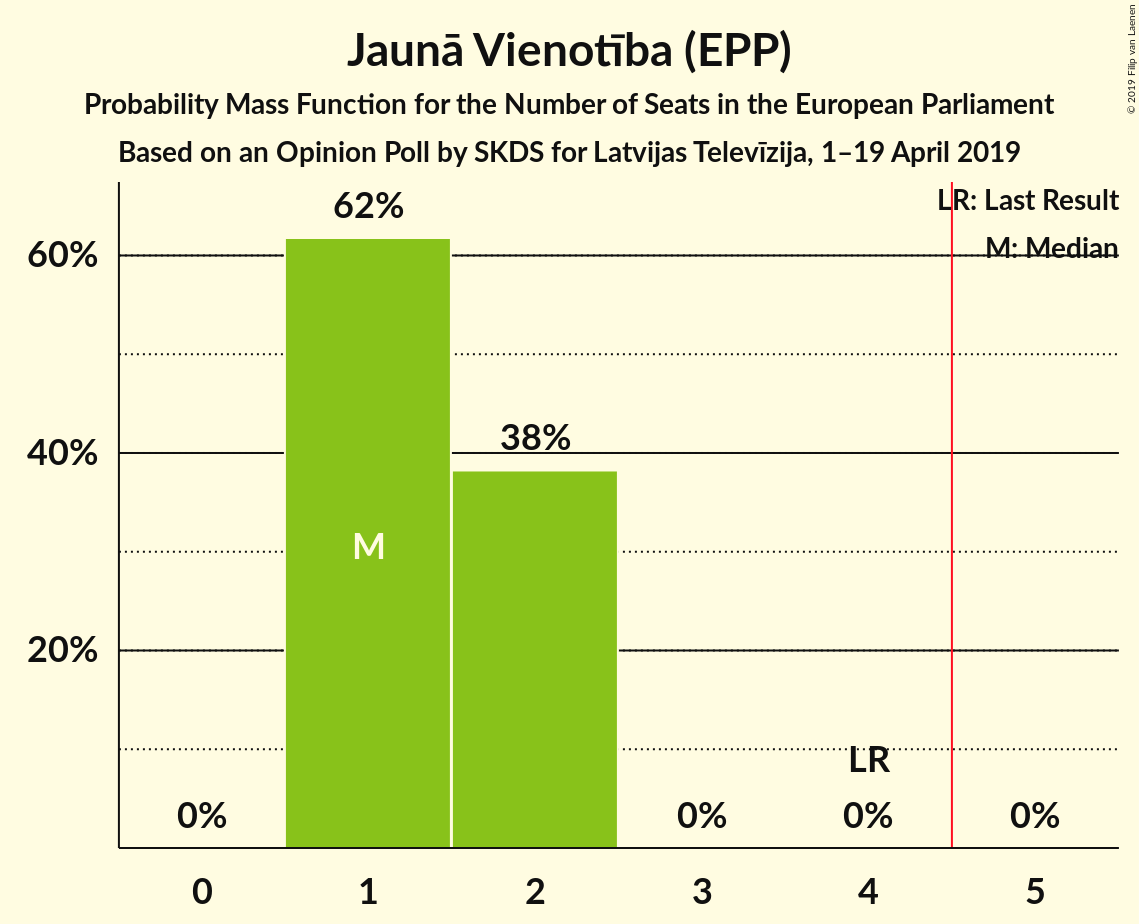 Jaunā Vienotība (EPP)
Probability Mass Function for the Number of Seats in the European Parliament
Based on an Opinion Poll by SKDS for Latvijas Televīzija, 1–19 April 2019
© 2019 Filip van Laenen
LR: Last Result
M: Median
60%
40%
20%
62%
38%
M
LR
0%
0%
0%
0%
0
1
2
3
4
5